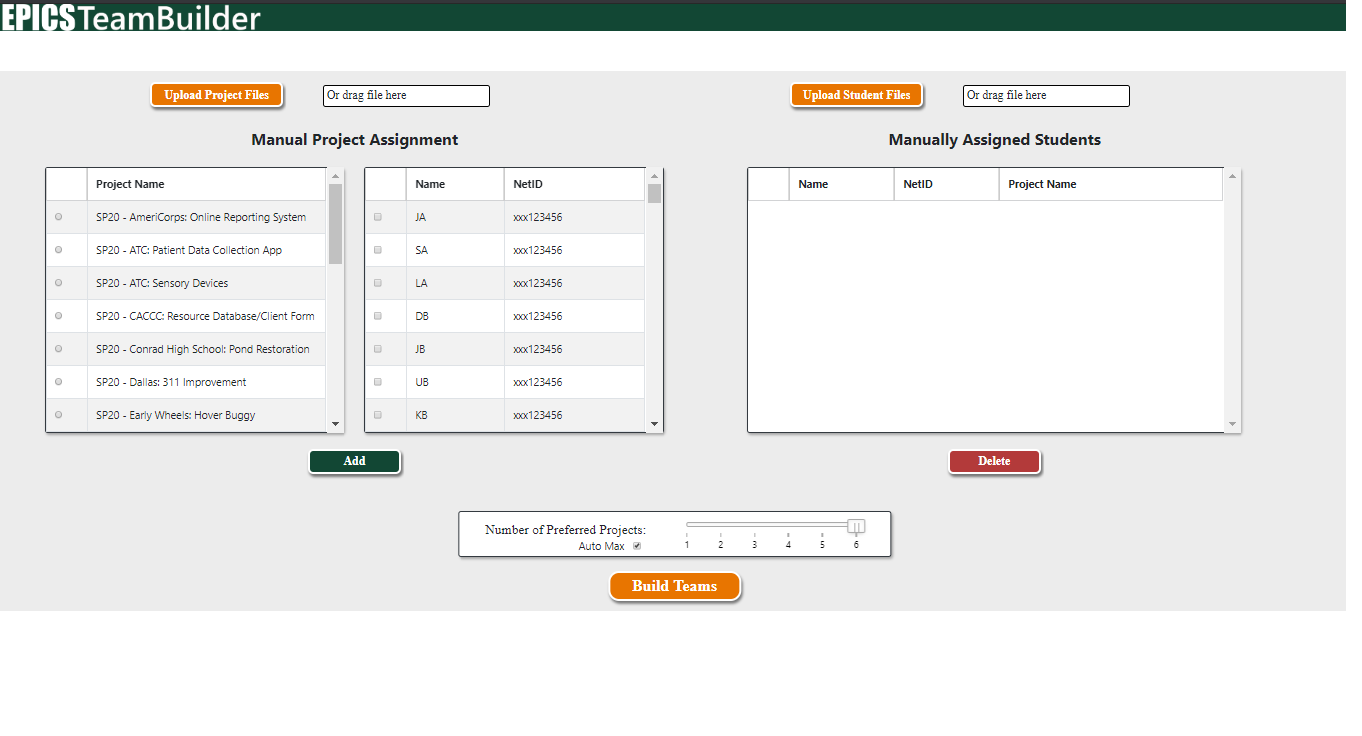 EPICSTeamBuilder
Upload Project Files
Or drag file here
Upload Student Files
Or drag file here
Manual Project Assignment
Manually Assigned Students
Project Name
SP20 - AmeriCorps: Online Reporting System
SP20 - ATC: Patient Data Collection App
SP20 - ATC: Sensory Devices
SP20 - CACCC: Resource Database/Client Form
SP20 - Conrad High School: Pond Restoration
SP20 - Dallas: 311 Improvement
SP20 - Early Wheels: Hover Buggy
Name NetID
JA xxx123456
SA xxx123456
LA xxx123456
DB xxx123456
JB xxx123456
UB xxx123456
KB xxx123456
Name NetID Project Name
Add
Delete
Number of Preferred Projects:
Auto Max
1 2 3 4 5 6
Build Teams